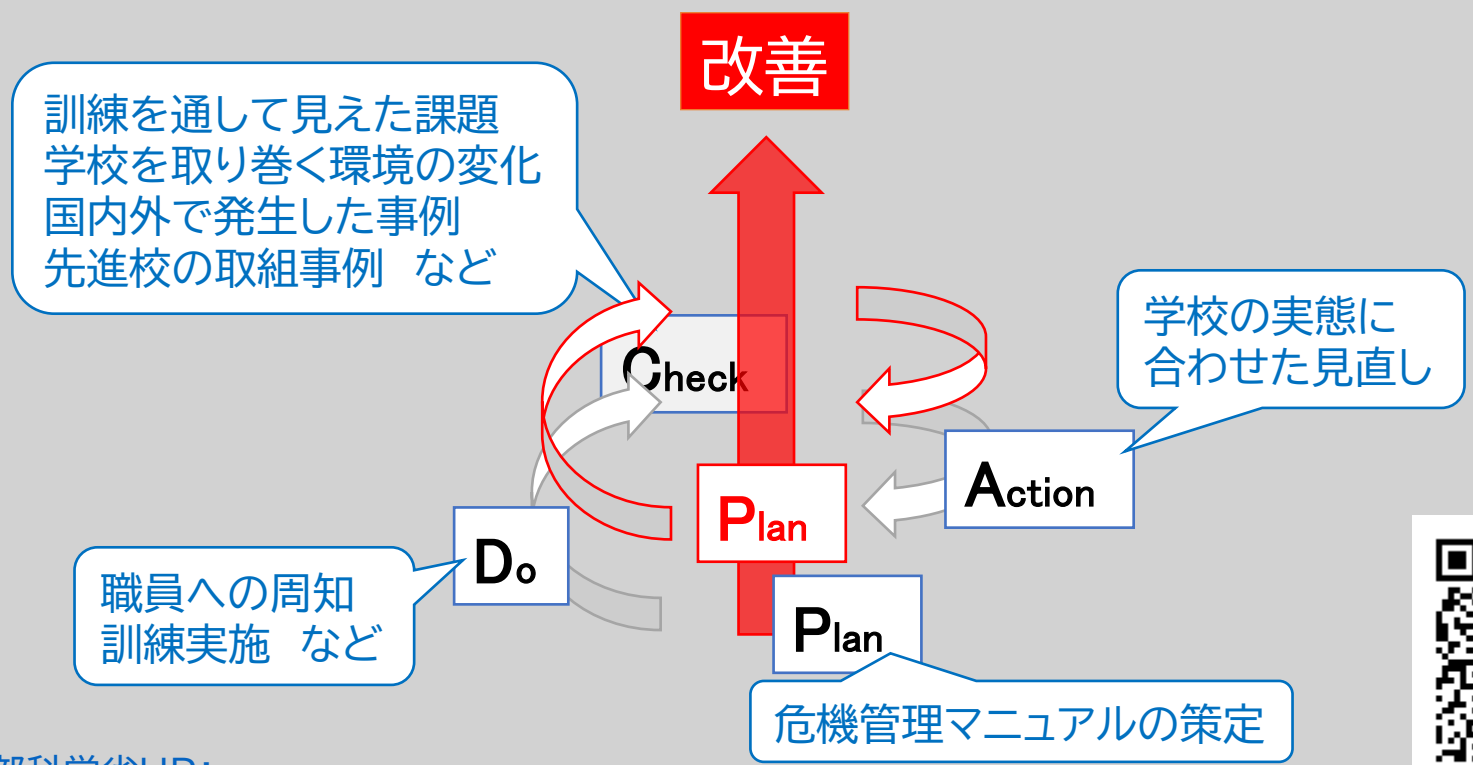 改善
訓練を通して見えた課題
学校を取り巻く環境の変化
国内外で発生した事例
先進校の取組事例　など
学校の実態に
合わせた見直し
Check
Action
Plan
Do
職員への周知
訓練実施　など
Plan
危機管理マニュアルの策定